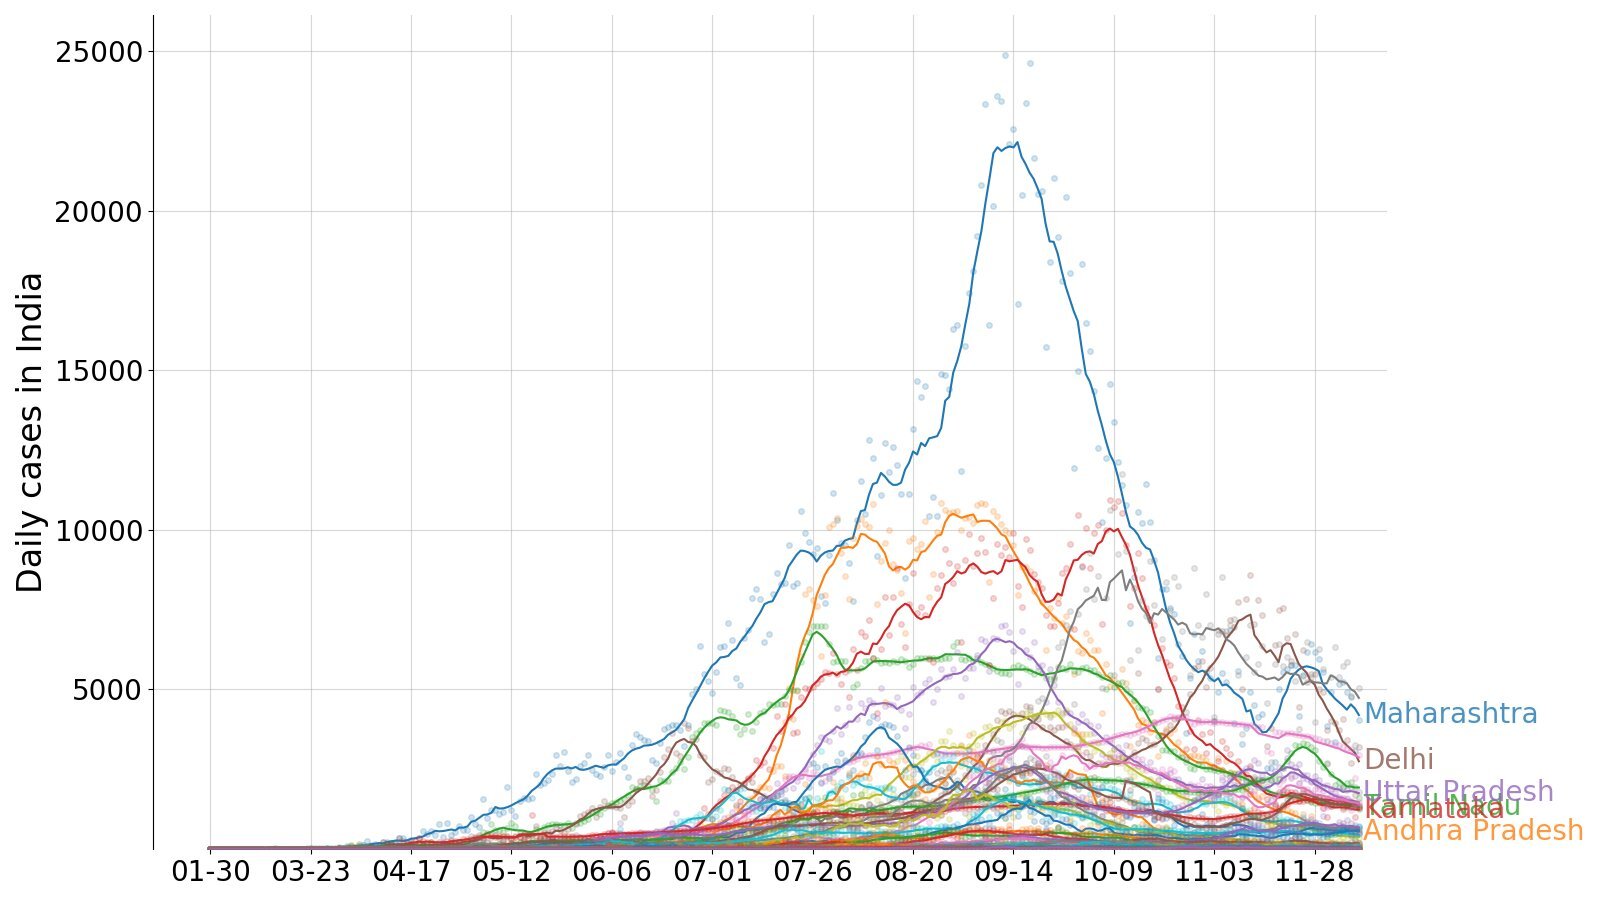 Daily cases in India
25000
20000
15000
10000
5000
01-30 03-23 04-17 05-12 06-06 07-01 07-26 08-20 09-14 10-09 11-03 11-28
Maharashtra
Delhi
Uttar Pradesh
Tamil Nadu
Karnataka
Andhra Pradesh